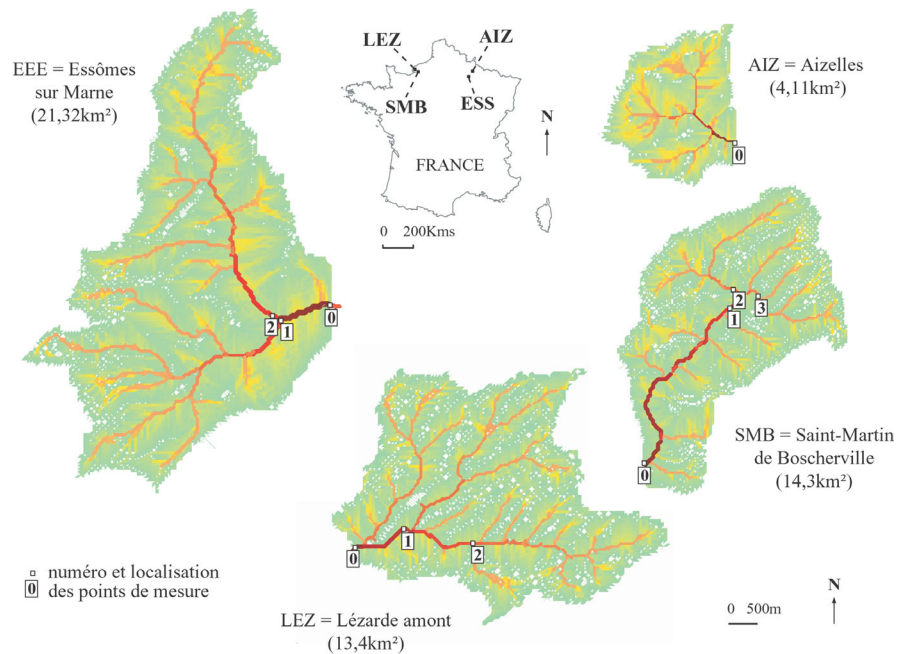 EEE = Essômes
sur Marne
(21,32km²)
LEZ
AIZ
SMB
ESS
FRANCE
N
0 200Kms
AIZ = Aizelles
(4,11km²)
0
2
1
0
2
3
1
0
SMB = Saint-Martin
de Boscherville
(14,3km²)
0
1
2
LEZ = Lézarde amont
(13,4km²)
numéro et localisation
0 des points de mesure
0 500m
N